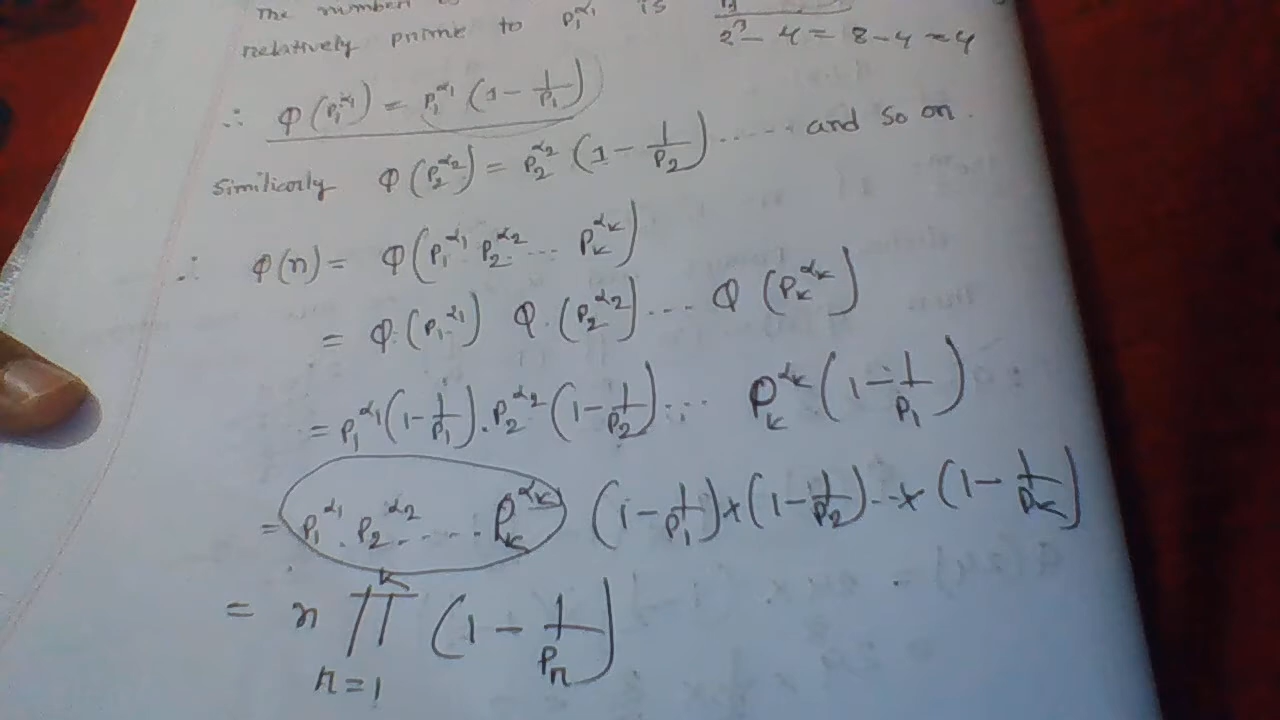 The number
relatively prime to p₁^α₁ is
2³ - 4 = 8 - 4 = 4
∴ φ(p₁^α₁) = p₁^α₁ (1 - 1/p₁)
Similarly φ(p₂^α₂) = p₂^α₂ (1 - 1/p₂) ...... and so on.
∴ φ(n) = φ(p₁^α₁ p₂^α₂ ... p_k^α_k)
= φ.(p₁^α₁) φ.(p₂^α₂) .... φ (p_k^α_k)
= p₁^α₁ (1 - 1/p₁) . p₂^α₂ (1 - 1/p₂) .... p_k^α_k (1 - 1/p₁)
= p₁^α₁ . p₂^α₂ ..... p_k^α_k (1 - 1/p₁) × (1 - 1/p₂) .. × (1 - 1/p_k)
= n ∏_{n=1}^{k} (1 - 1/p_n)